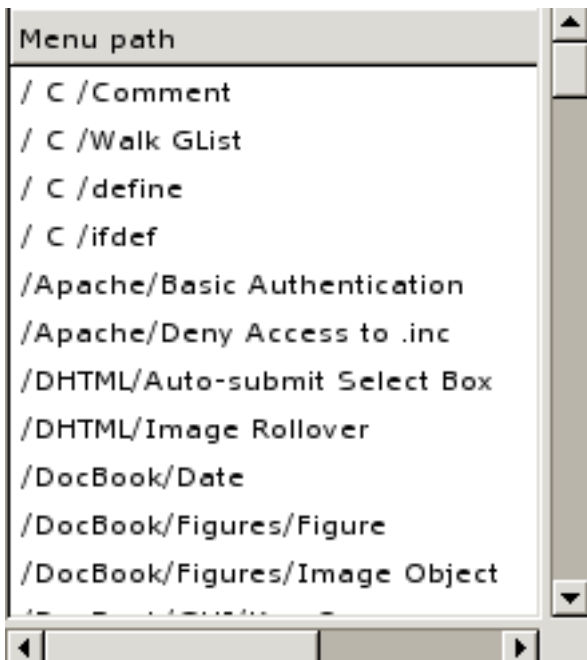 Menu path
/ C /Comment
/ C /Walk GList
/ C /define
/ C /ifdef
/Apache/Basic Authentication
/Apache/Deny Access to .inc
/DHTML/Auto-submit Select Box
/DHTML/Image Rollover
/DocBook/Date
/DocBook/Figures/Figure
/DocBook/Figures/Image Object